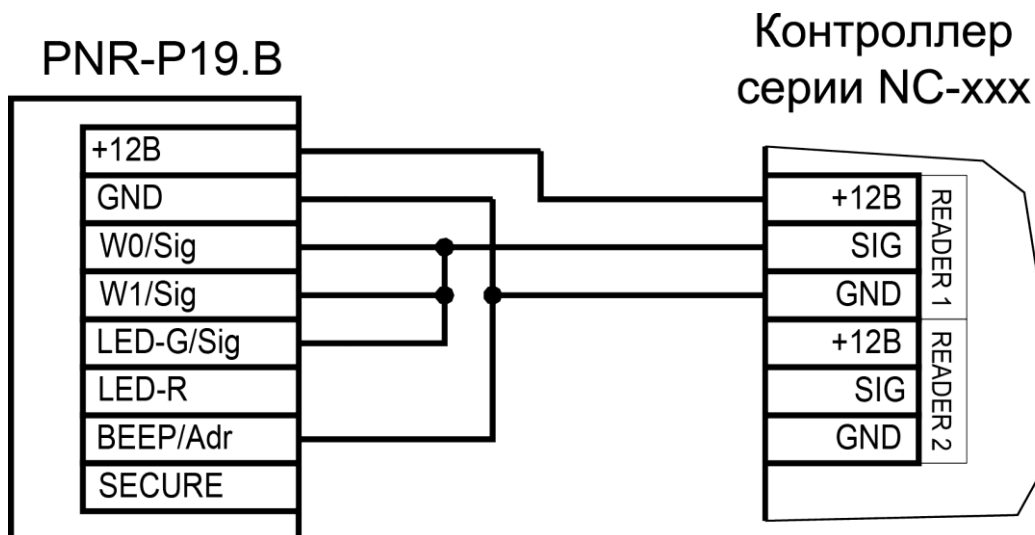 PNR-P19.B
Контроллер
серии NC-xxx
+12В
GND
W0/Sig
W1/Sig
LED-G/Sig
LED-R
BEEP/Adr
SECURE
+12В
SIG
GND
READER 1
+12В
SIG
GND
READER 2